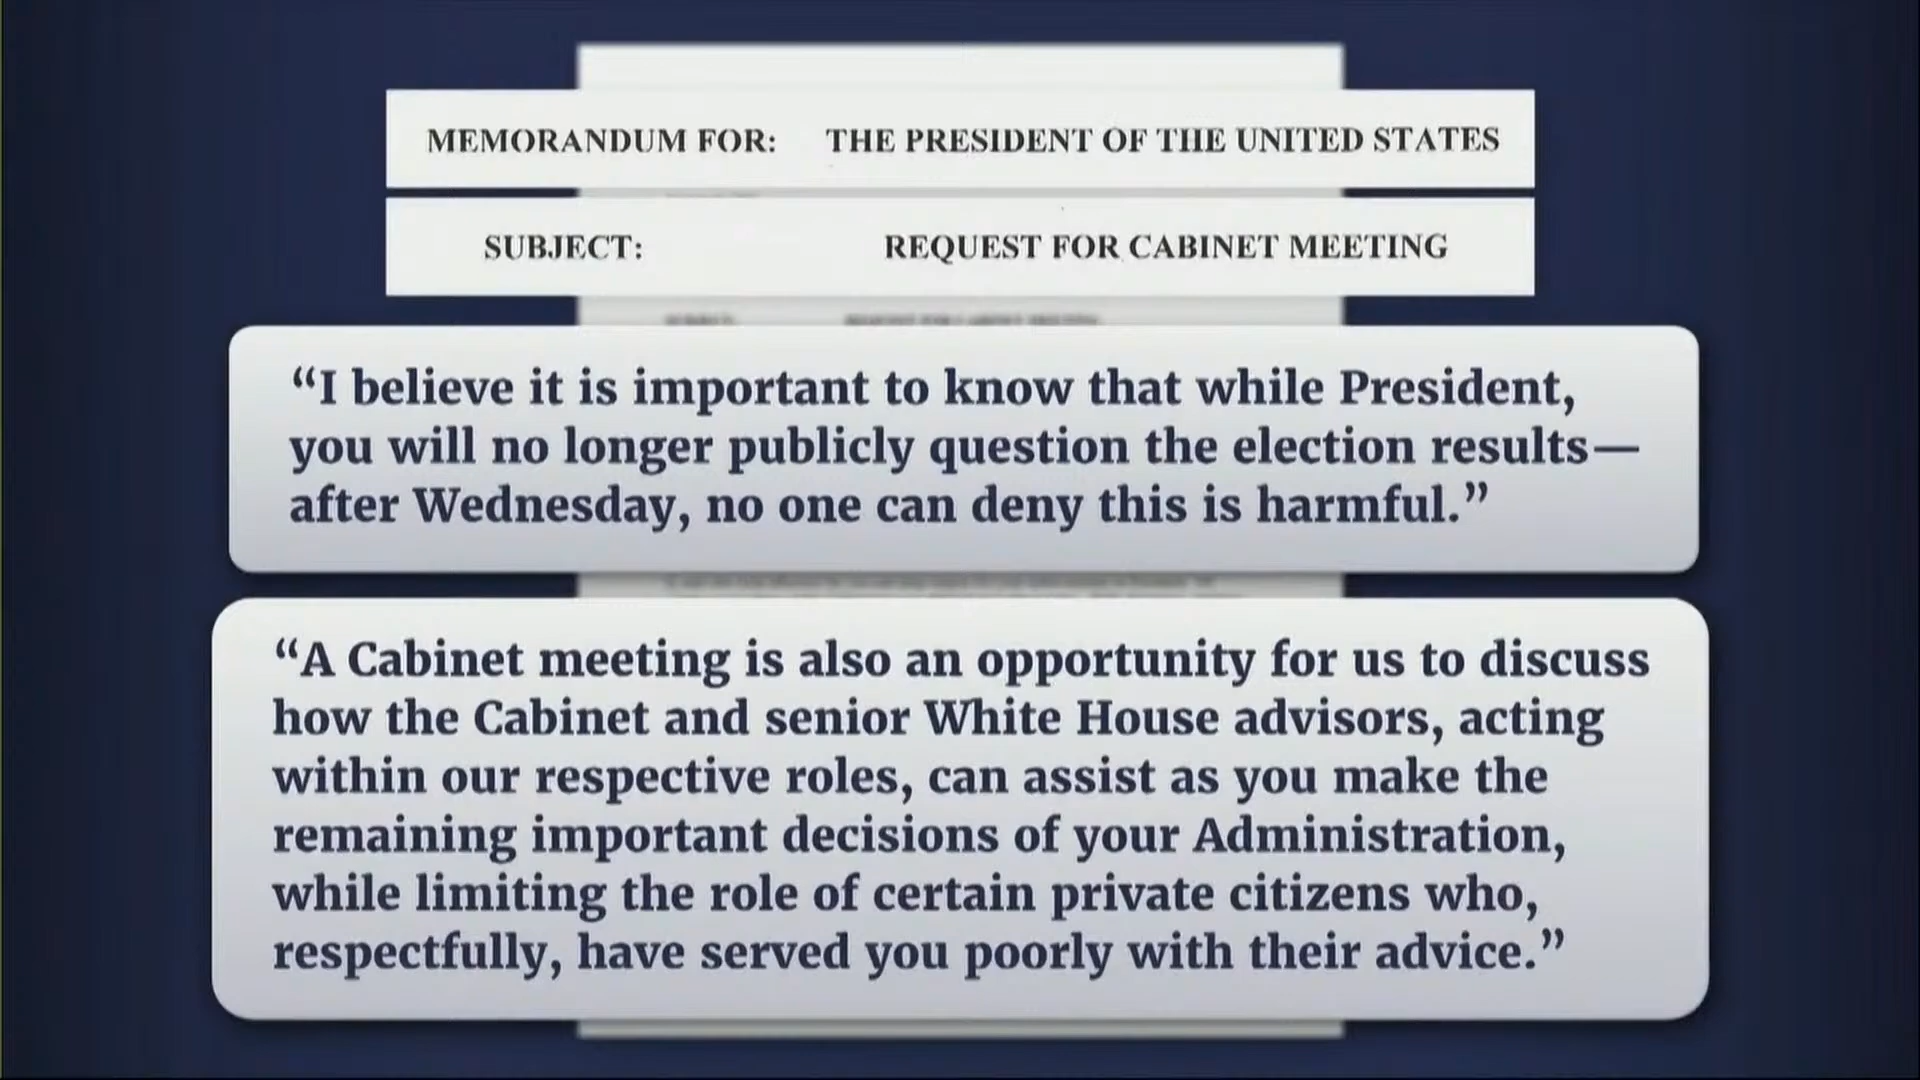 MEMORANDUM FOR: THE PRESIDENT OF THE UNITED STATES
SUBJECT: REQUEST FOR CABINET MEETING
“I believe it is important to know that while President,
you will no longer publicly question the election results—
after Wednesday, no one can deny this is harmful.”
“A Cabinet meeting is also an opportunity for us to discuss
how the Cabinet and senior White House advisors, acting
within our respective roles, can assist as you make the
remaining important decisions of your Administration,
while limiting the role of certain private citizens who,
respectfully, have served you poorly with their advice.”